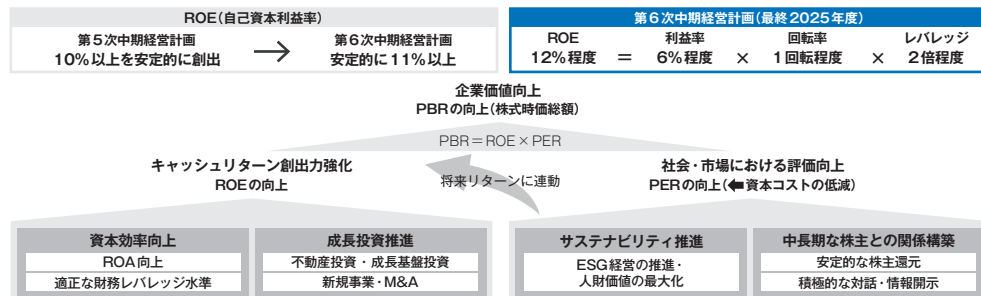 ROE（自己資本利益率）
第5次中期経営計画
10%以上を安定的に創出
第6次中期経営計画
安定的に11%以上
第6次中期経営計画（最終2025年度）
ROE 利益率 回転率 レバレッジ
12%程度 ＝ 6%程度 × 1回転程度 × 2倍程度
企業価値向上
PBRの向上（株式時価総額）
PBR＝ROE×PER
キャッシュリターン創出力強化
ROEの向上
将来リターンに連動
社会・市場における評価向上
PERの向上（⬅資本コストの低減）
資本効率向上
ROA向上
適正な財務レバレッジ水準
成長投資推進
不動産投資・成長基盤投資
新規事業・M&A
サステナビリティ推進
ESG経営の推進・
人財価値の最大化
中長期な株主との関係構築
安定的な株主還元
積極的な対話・情報開示